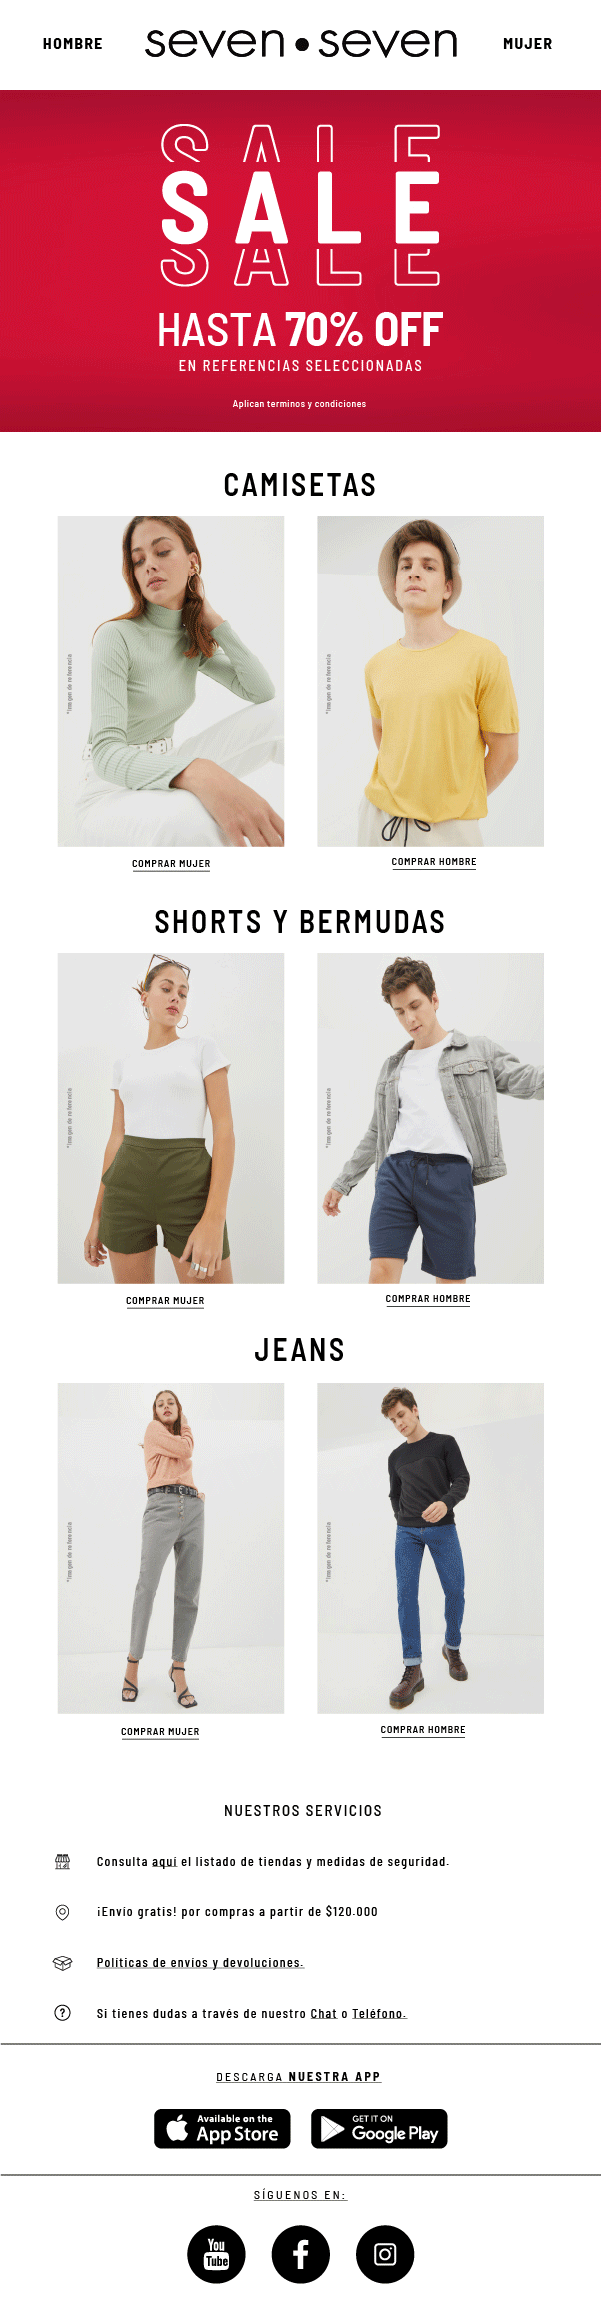 HOMBRE
seven • seven
MUJER
SALE
SALE
SALE
HASTA 70% OFF
EN REFERENCIAS SELECCIONADAS
Aplican terminos y condiciones
CAMISETAS
*Imagen de referencia
*Imagen de referencia
COMPRAR MUJER
COMPRAR HOMBRE
SHORTS Y BERMUDAS
*Imagen de referencia
*Imagen de referencia
COMPRAR MUJER
COMPRAR HOMBRE
JEANS
*Imagen de referencia
*Imagen de referencia
COMPRAR MUJER
COMPRAR HOMBRE
NUESTROS SERVICIOS
Consulta aquí el listado de tiendas y medidas de seguridad.
¡Envío gratis! por compras a partir de $120.000
Políticas de envíos y devoluciones.
Si tienes dudas a través de nuestro Chat o Teléfono.
DESCARGA NUESTRA APP
Available on the
App Store
GET IT ON
Google Play
SÍGUENOS EN:
You
Tube